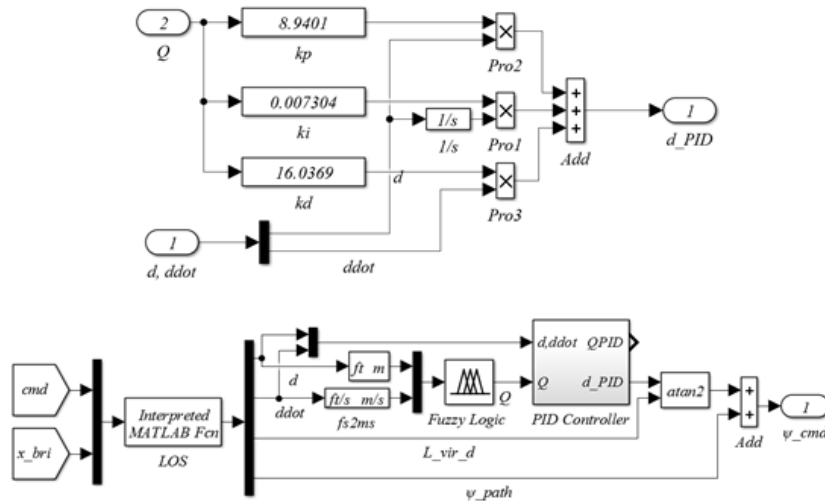 2
Q
8.9401
kp
Pro2
0.007304
ki
1/s
1/s
Pro1
+
+
+
Add
1
d_PID
16.0369
kd
d
Pro3
1
d, ddot
ddot
cmd
x_bri
Interpreted
MATLAB Fcn
LOS
d
ft m
ddot
ft/s m/s
fs2ms
Fuzzy Logic
Q
d,ddot QPID
Q d_PID
PID Controller
atan2
+
+
Add
1
ψ_cmd
L_vir_d
ψ_path